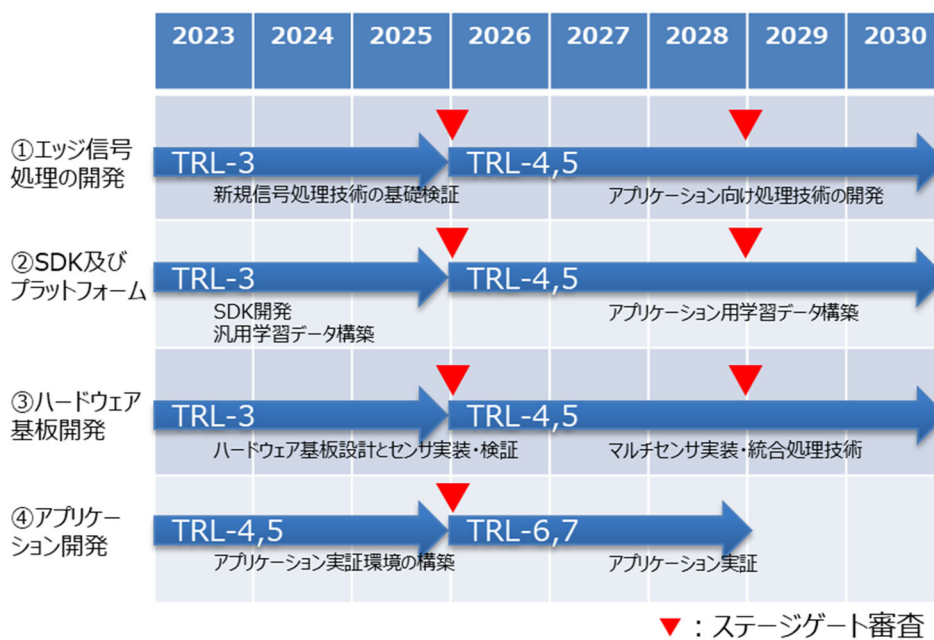 2023 2024 2025 2026 2027 2028 2029 2030
①エッジ信号
処理の開発
TRL-3
TRL-4,5
新規信号処理技術の基礎検証
アプリケーション向け処理技術の開発
②SDK及び
プラットフォーム
TRL-3
TRL-4,5
SDK開発
汎用学習データ構築
アプリケーション用学習データ構築
③ハードウェア
基板開発
TRL-3
TRL-4,5
ハードウェア基板設計とセンサ実装・検証
マルチセンサ実装・統合処理技術
④アプリケー
ション開発
TRL-4,5
TRL-6,7
アプリケーション実証環境の構築
アプリケーション実証
▼：ステージゲート審査